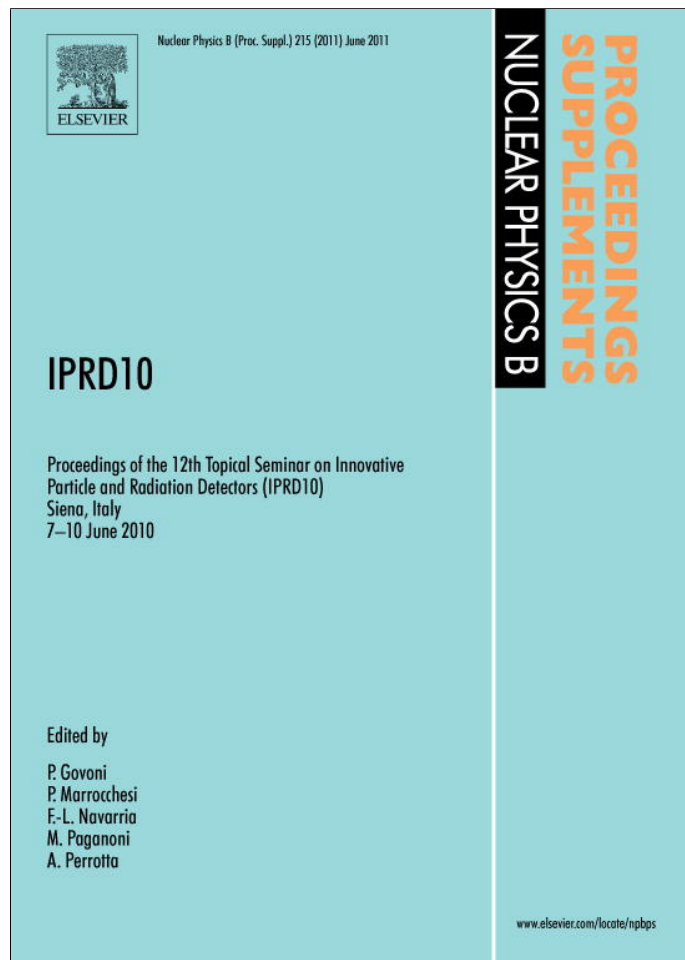 Nuclear Physics B (Proc. Suppl.) 215 (2011) June 2011
ELSEVIER
PROCEEDINGS
SUPPLEMENTS
NUCLEAR PHYSICS B
IPRD10
Proceedings of the 12th Topical Seminar on Innovative
Particle and Radiation Detectors (IPRD10)
Siena, Italy
7–10 June 2010
Edited by
P. Govoni
P. Marrocchesi
F.-L. Navarria
M. Paganoni
A. Perrotta
www.elsevier.com/locate/npbps